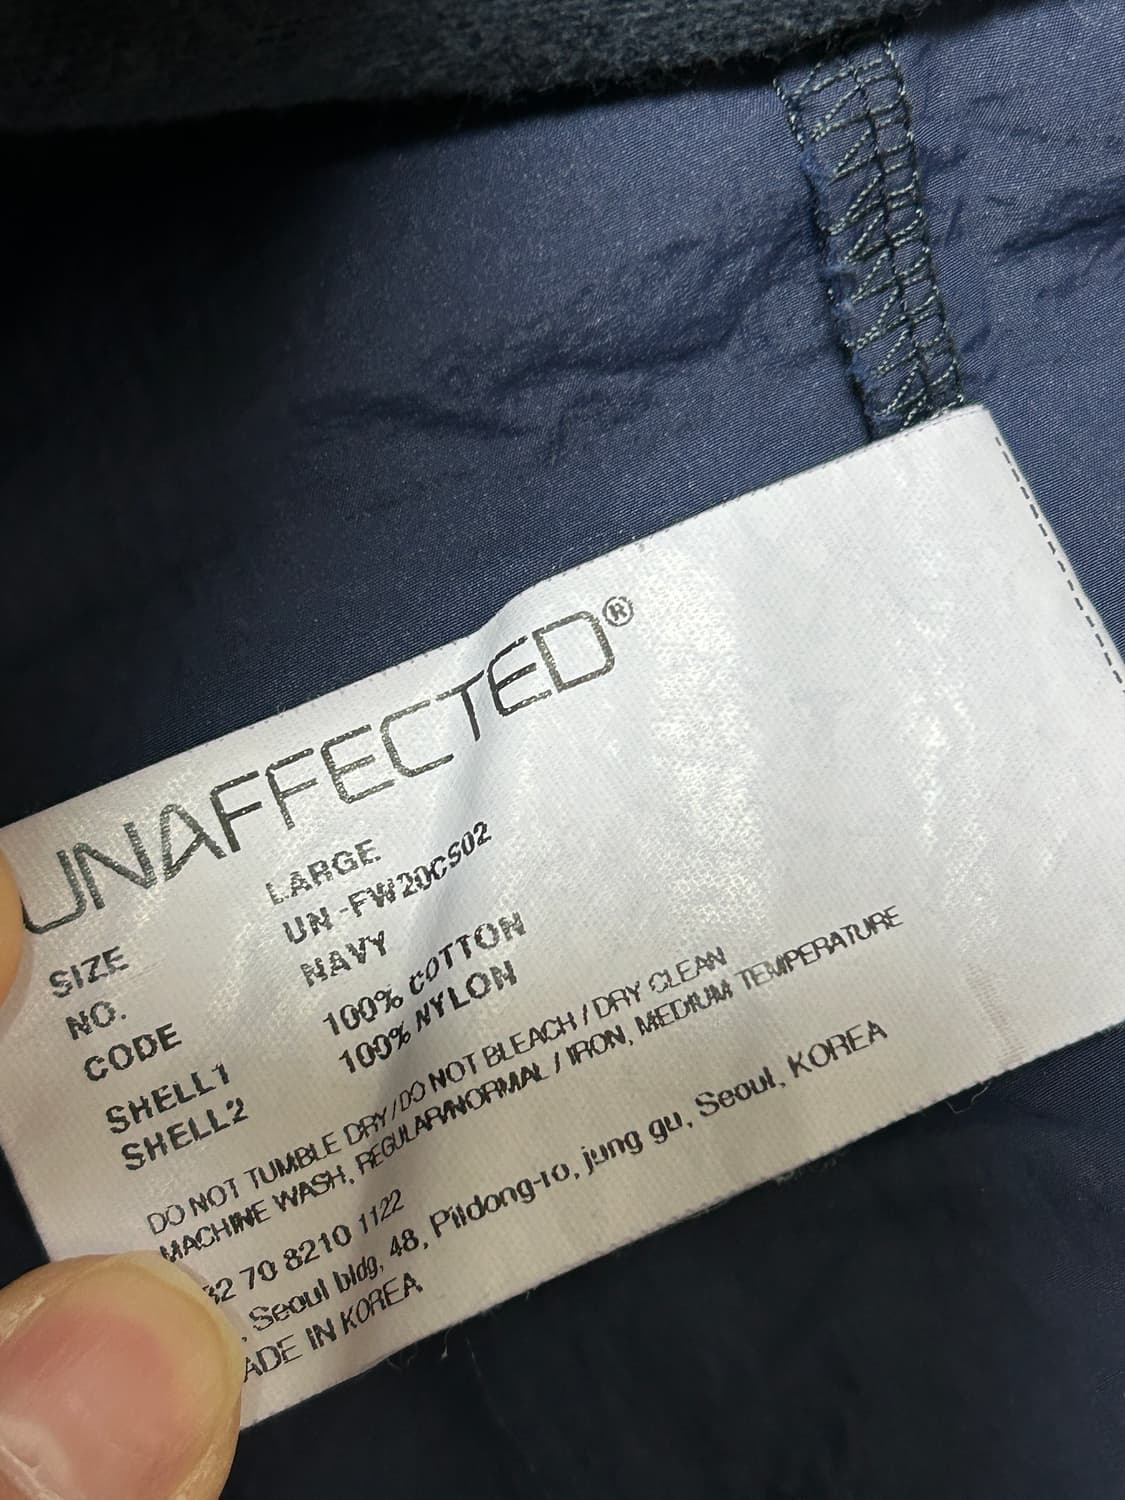 UNAFFECTED®
SIZE LARGE
NO. UN-FW20CS02
CODE NAVY
SHELL1 100% COTTON
SHELL2 100% NYLON
DO NOT TUMBLE DRY / DO NOT BLEACH / DRY CLEAN
MACHINE WASH, REGULAR/NORMAL / IRON, MEDIUM TEMPERATURE
82 70 8210 1122
, Seoul bldg, 48, Pildong-ro, jung gu, Seoul, KOREA
ADE IN KOREA